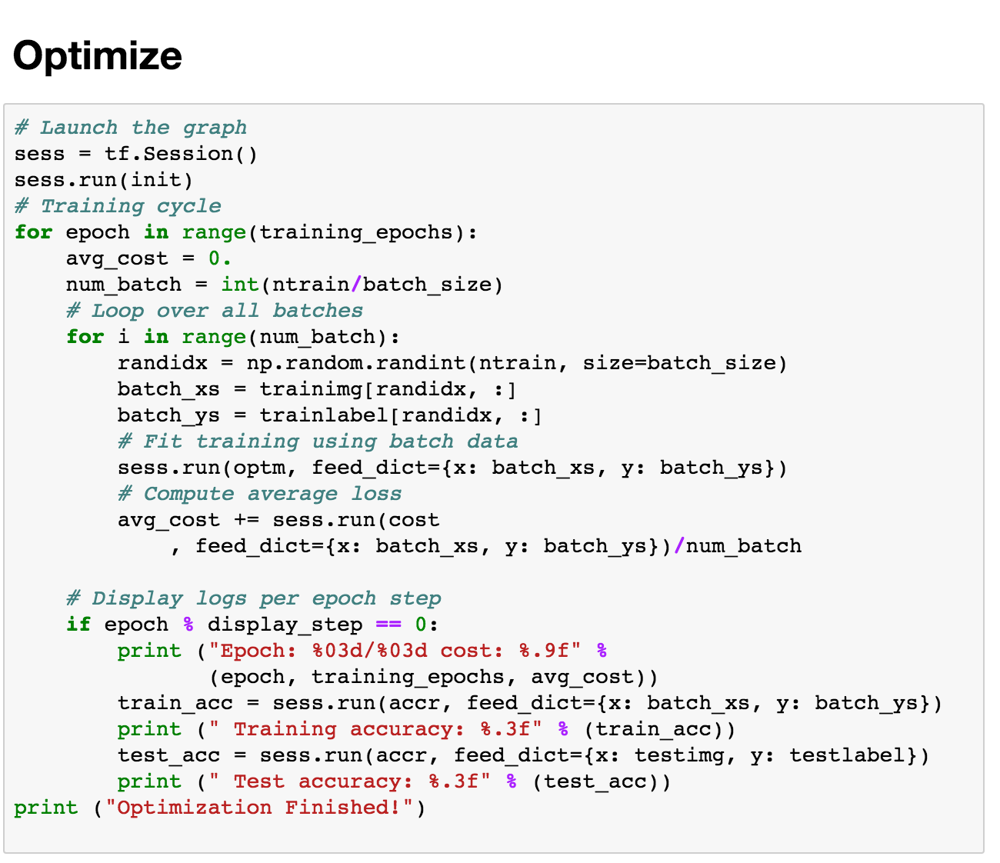 Optimize
# Launch the graph
sess = tf.Session()
sess.run(init)
# Training cycle
for epoch in range(training_epochs):
    avg_cost = 0.
    num_batch = int(ntrain/batch_size)
    # Loop over all batches
    for i in range(num_batch):
        randidx = np.random.randint(ntrain, size=batch_size)
        batch_xs = trainimg[randidx, :]
        batch_ys = trainlabel[randidx, :]
        # Fit training using batch data
        sess.run(optm, feed_dict={x: batch_xs, y: batch_ys})
        # Compute average loss
        avg_cost += sess.run(cost
            , feed_dict={x: batch_xs, y: batch_ys})/num_batch

    # Display logs per epoch step
    if epoch % display_step == 0:
        print ("Epoch: %03d/%03d cost: %.9f" %
               (epoch, training_epochs, avg_cost))
        train_acc = sess.run(accr, feed_dict={x: batch_xs, y: batch_ys})
        print (" Training accuracy: %.3f" % (train_acc))
        test_acc = sess.run(accr, feed_dict={x: testimg, y: testlabel})
        print (" Test accuracy: %.3f" % (test_acc))
print ("Optimization Finished!")